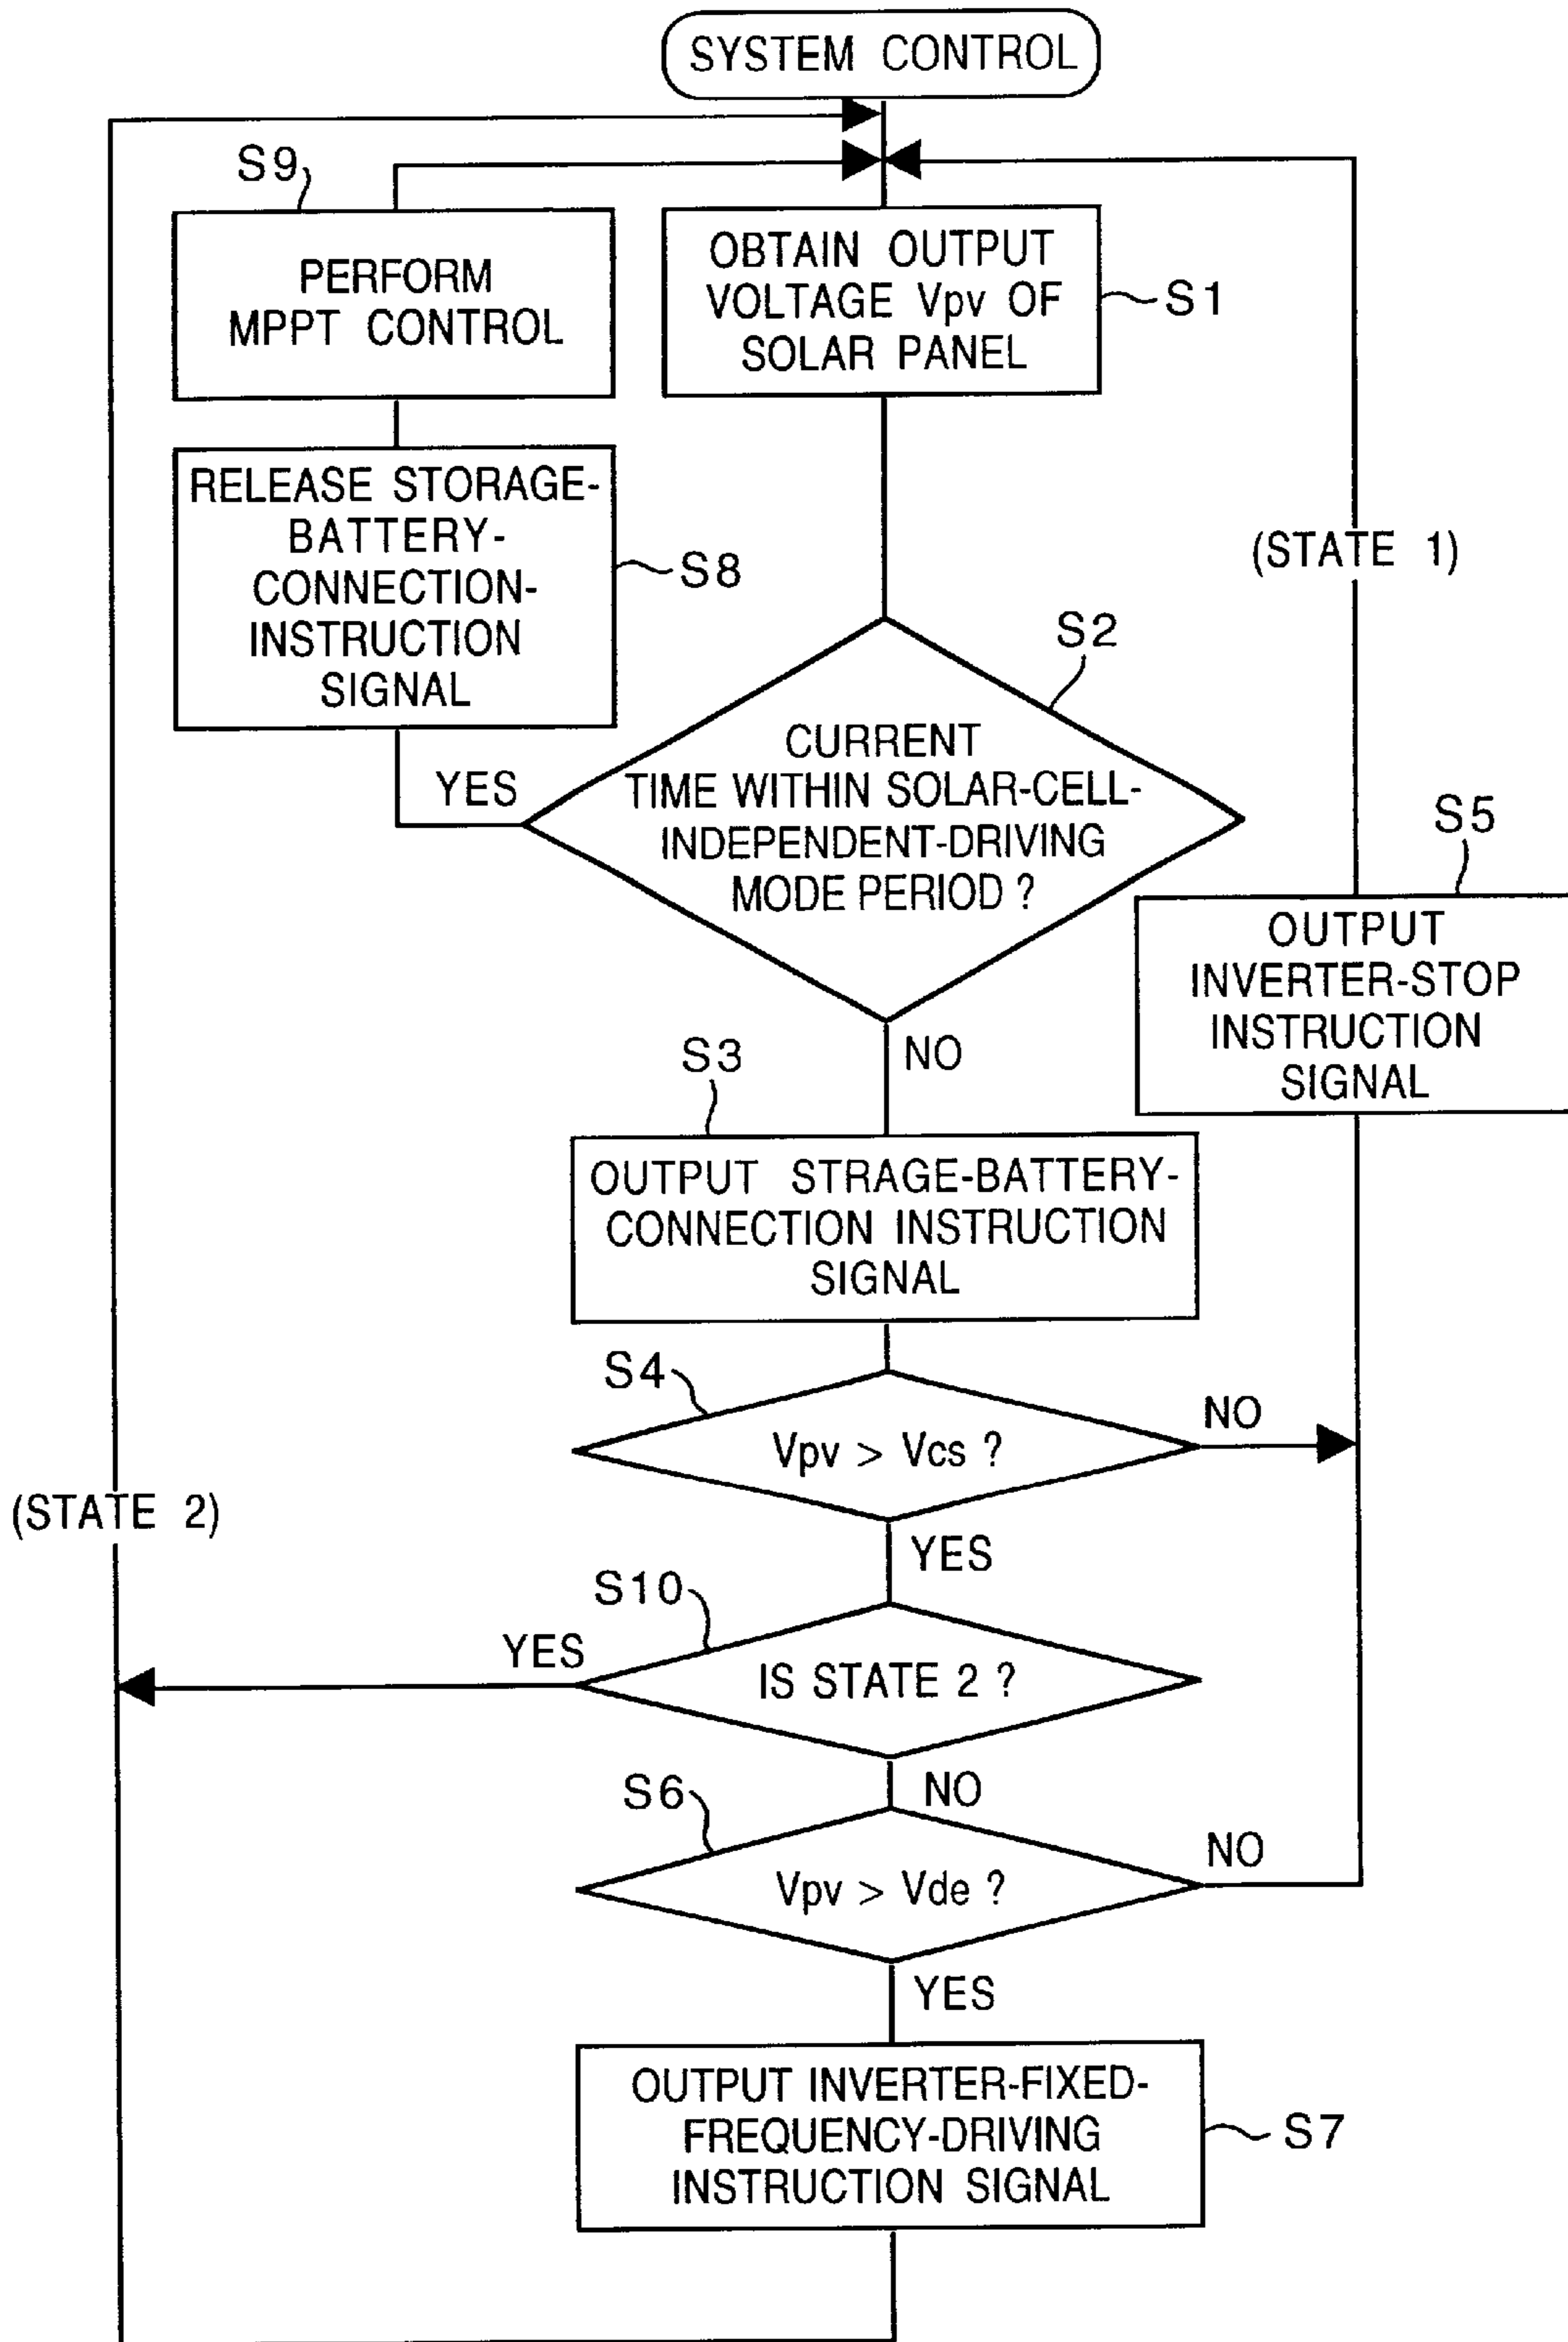 SYSTEM CONTROL
S9
PERFORM
MPPT CONTROL
OBTAIN OUTPUT
VOLTAGE Vpv OF
SOLAR PANEL
S1
RELEASE STORAGE-
BATTERY-
CONNECTION-
INSTRUCTION
SIGNAL
S8
(STATE 1)
S2
CURRENT
TIME WITHIN SOLAR-CELL-
INDEPENDENT-DRIVING
MODE PERIOD ?
YES
NO
S5
OUTPUT
INVERTER-STOP
INSTRUCTION
SIGNAL
S3
OUTPUT STRAGE-BATTERY-
CONNECTION INSTRUCTION
SIGNAL
S4
Vpv > Vcs ?
NO
YES
(STATE 2)
S10
IS STATE 2 ?
YES
NO
S6
Vpv > Vde ?
NO
YES
OUTPUT INVERTER-FIXED-
FREQUENCY-DRIVING
INSTRUCTION SIGNAL
S7